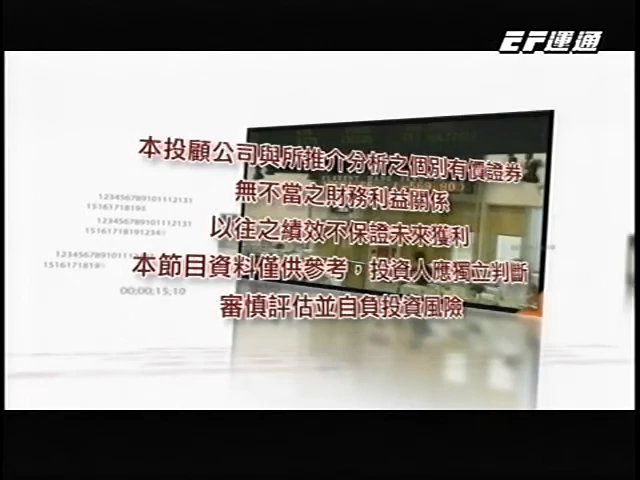 EF運通
本投顧公司與所推介分析之個別有價證券
無不當之財務利益關係
以往之績效不保證未來獲利
本節目資料僅供參考，投資人應獨立判斷
審慎評估並自負投資風險
123456789101112131
123456789101112131
00;00;15;10